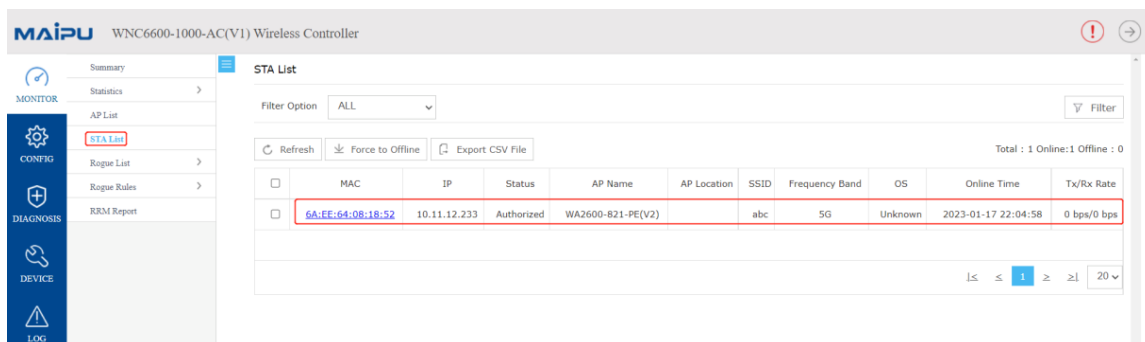 MAIPU WNC6600-1000-AC(V1) Wireless Controller
MONITOR
CONFIG
DIAGNOSIS
DEVICE
LOG
Summary
Statistics
AP List
STA List
Rogue List
Rogue Rules
RRM Report
STA List
Filter Option ALL Filter
Refresh Force to Offline Export CSV File Total : 1 Online:1 Offline : 0
MAC IP Status AP Name AP Location SSID Frequency Band OS Online Time Tx/Rx Rate
6A:EE:64:08:18:52 10.11.12.233 Authorized WA2600-821-PE(V2) abc 5G Unknown 2023-01-17 22:04:58 0 bps/0 bps
|< < 1 > >| 20